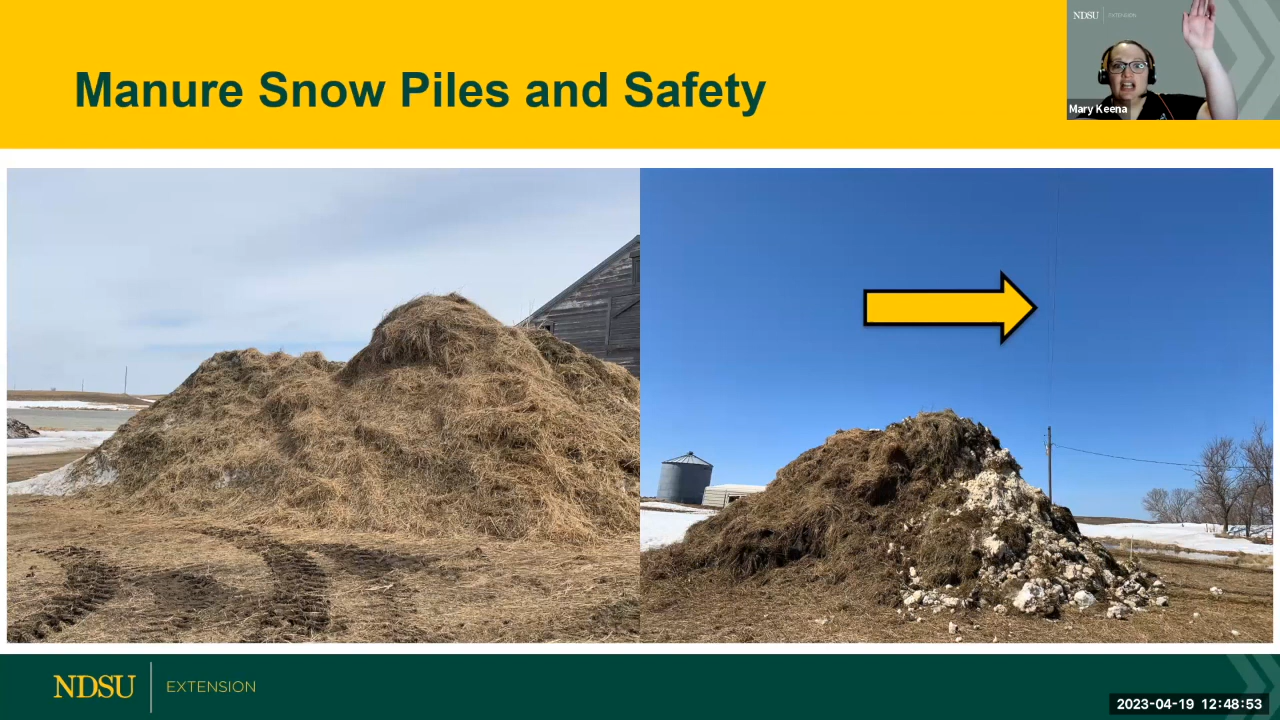 NDSU EXTENSION
Manure Snow Piles and Safety
Mary Keena
NDSU EXTENSION
2023-04-19 12:48:53